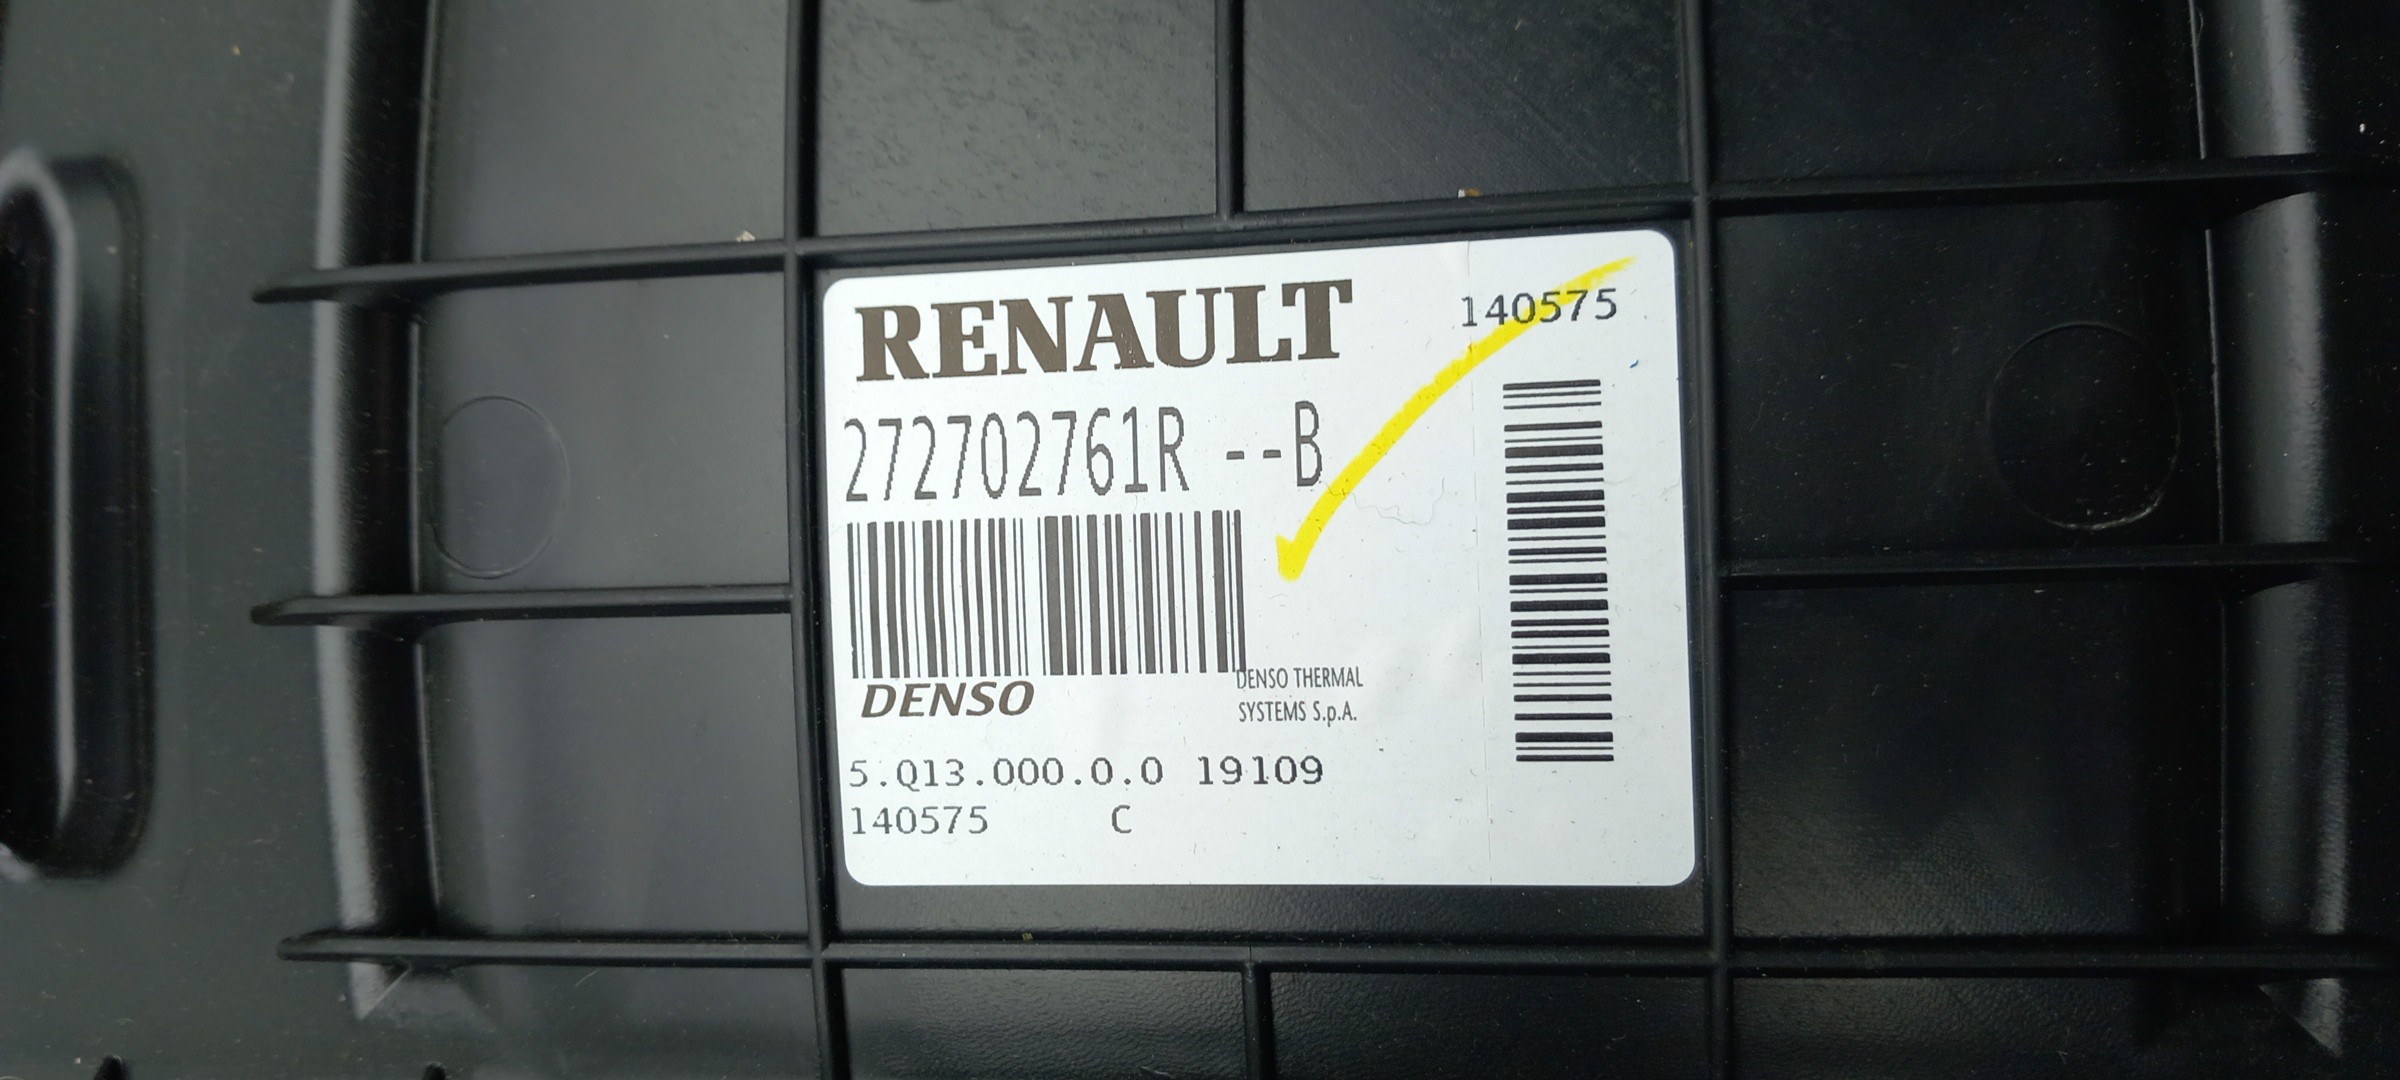 RENAULT
140575
272702761R --B
DENSO
DENSO THERMAL
SYSTEMS S.p.A.
5.Q13.000.0.0 19109
140575 C